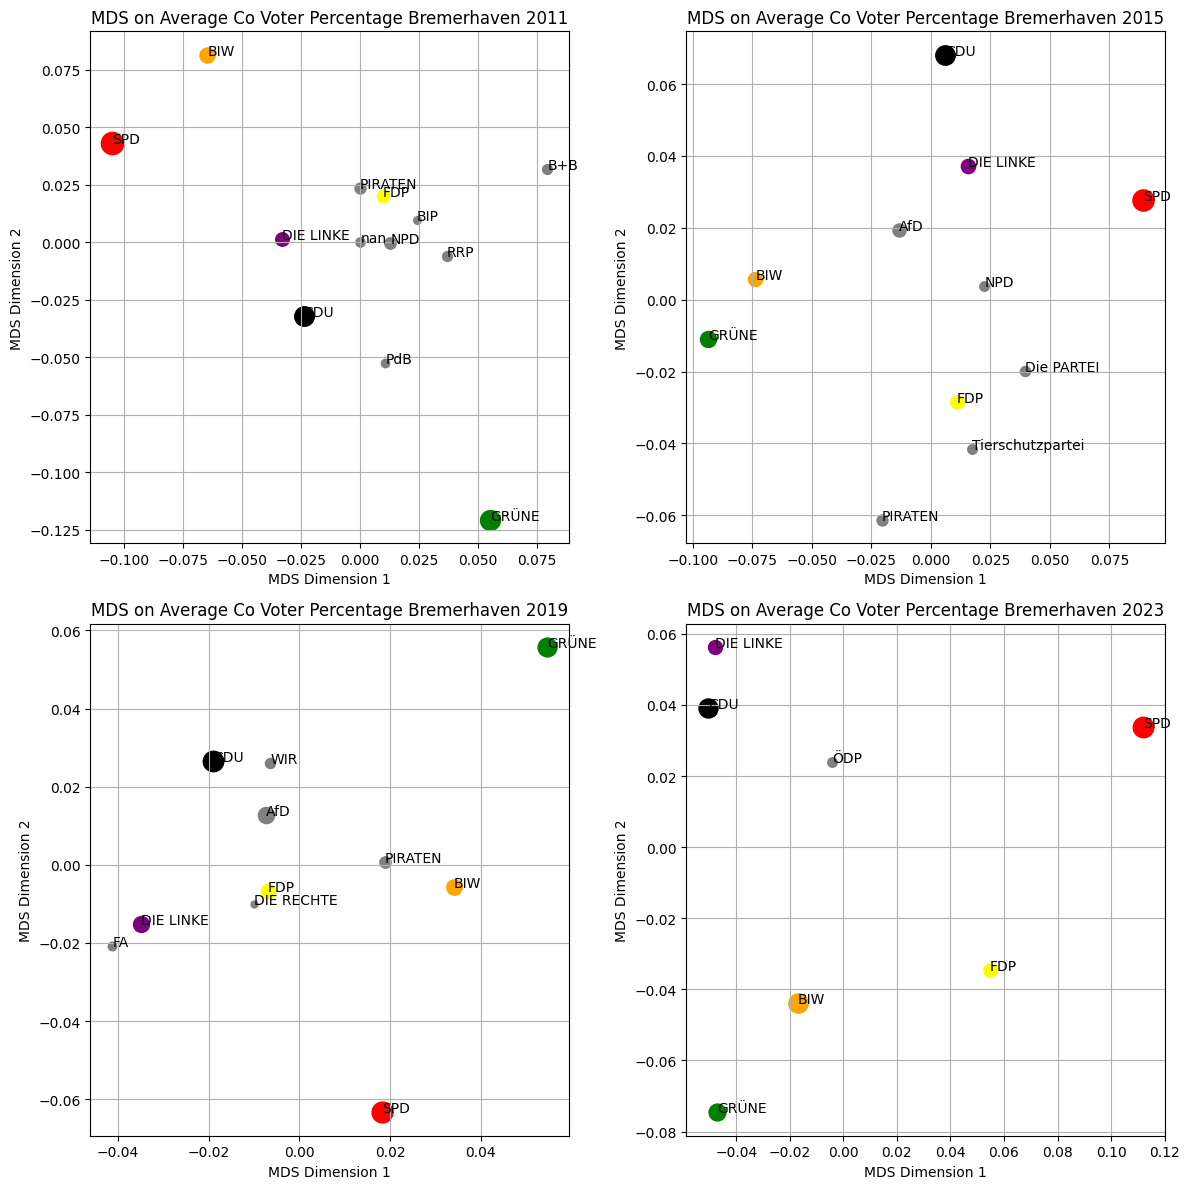 MDS on Average Co Voter Percentage Bremerhaven 2011
MDS Dimension 2
0.075
0.050
0.025
0.000
−0.025
−0.050
−0.075
−0.100
−0.125
BIW
SPD
B+B
PIRATEN
FDP
BIP
DIE LINKE
nan
NPD
RRP
CDU
PdB
GRÜNE
−0.100 −0.075 −0.050 −0.025 0.000 0.025 0.050 0.075
MDS Dimension 1
MDS on Average Co Voter Percentage Bremerhaven 2015
MDS Dimension 2
0.06
0.04
0.02
0.00
−0.02
−0.04
−0.06
CDU
DIE LINKE
SPD
AfD
BIW
NPD
GRÜNE
Die PARTEI
FDP
Tierschutzpartei
PIRATEN
−0.100 −0.075 −0.050 −0.025 0.000 0.025 0.050 0.075
MDS Dimension 1
MDS on Average Co Voter Percentage Bremerhaven 2019
MDS Dimension 2
0.06
0.04
0.02
0.00
−0.02
−0.04
−0.06
GRÜNE
CDU
WIR
AfD
PIRATEN
BIW
FDP
DIE RECHTE
DIE LINKE
FA
SPD
−0.04 −0.02 0.00 0.02 0.04
MDS Dimension 1
MDS on Average Co Voter Percentage Bremerhaven 2023
MDS Dimension 2
0.06
0.04
0.02
0.00
−0.02
−0.04
−0.06
−0.08
DIE LINKE
CDU
SPD
ÖDP
FDP
BIW
GRÜNE
−0.04 −0.02 0.00 0.02 0.04 0.06 0.08 0.10 0.12
MDS Dimension 1